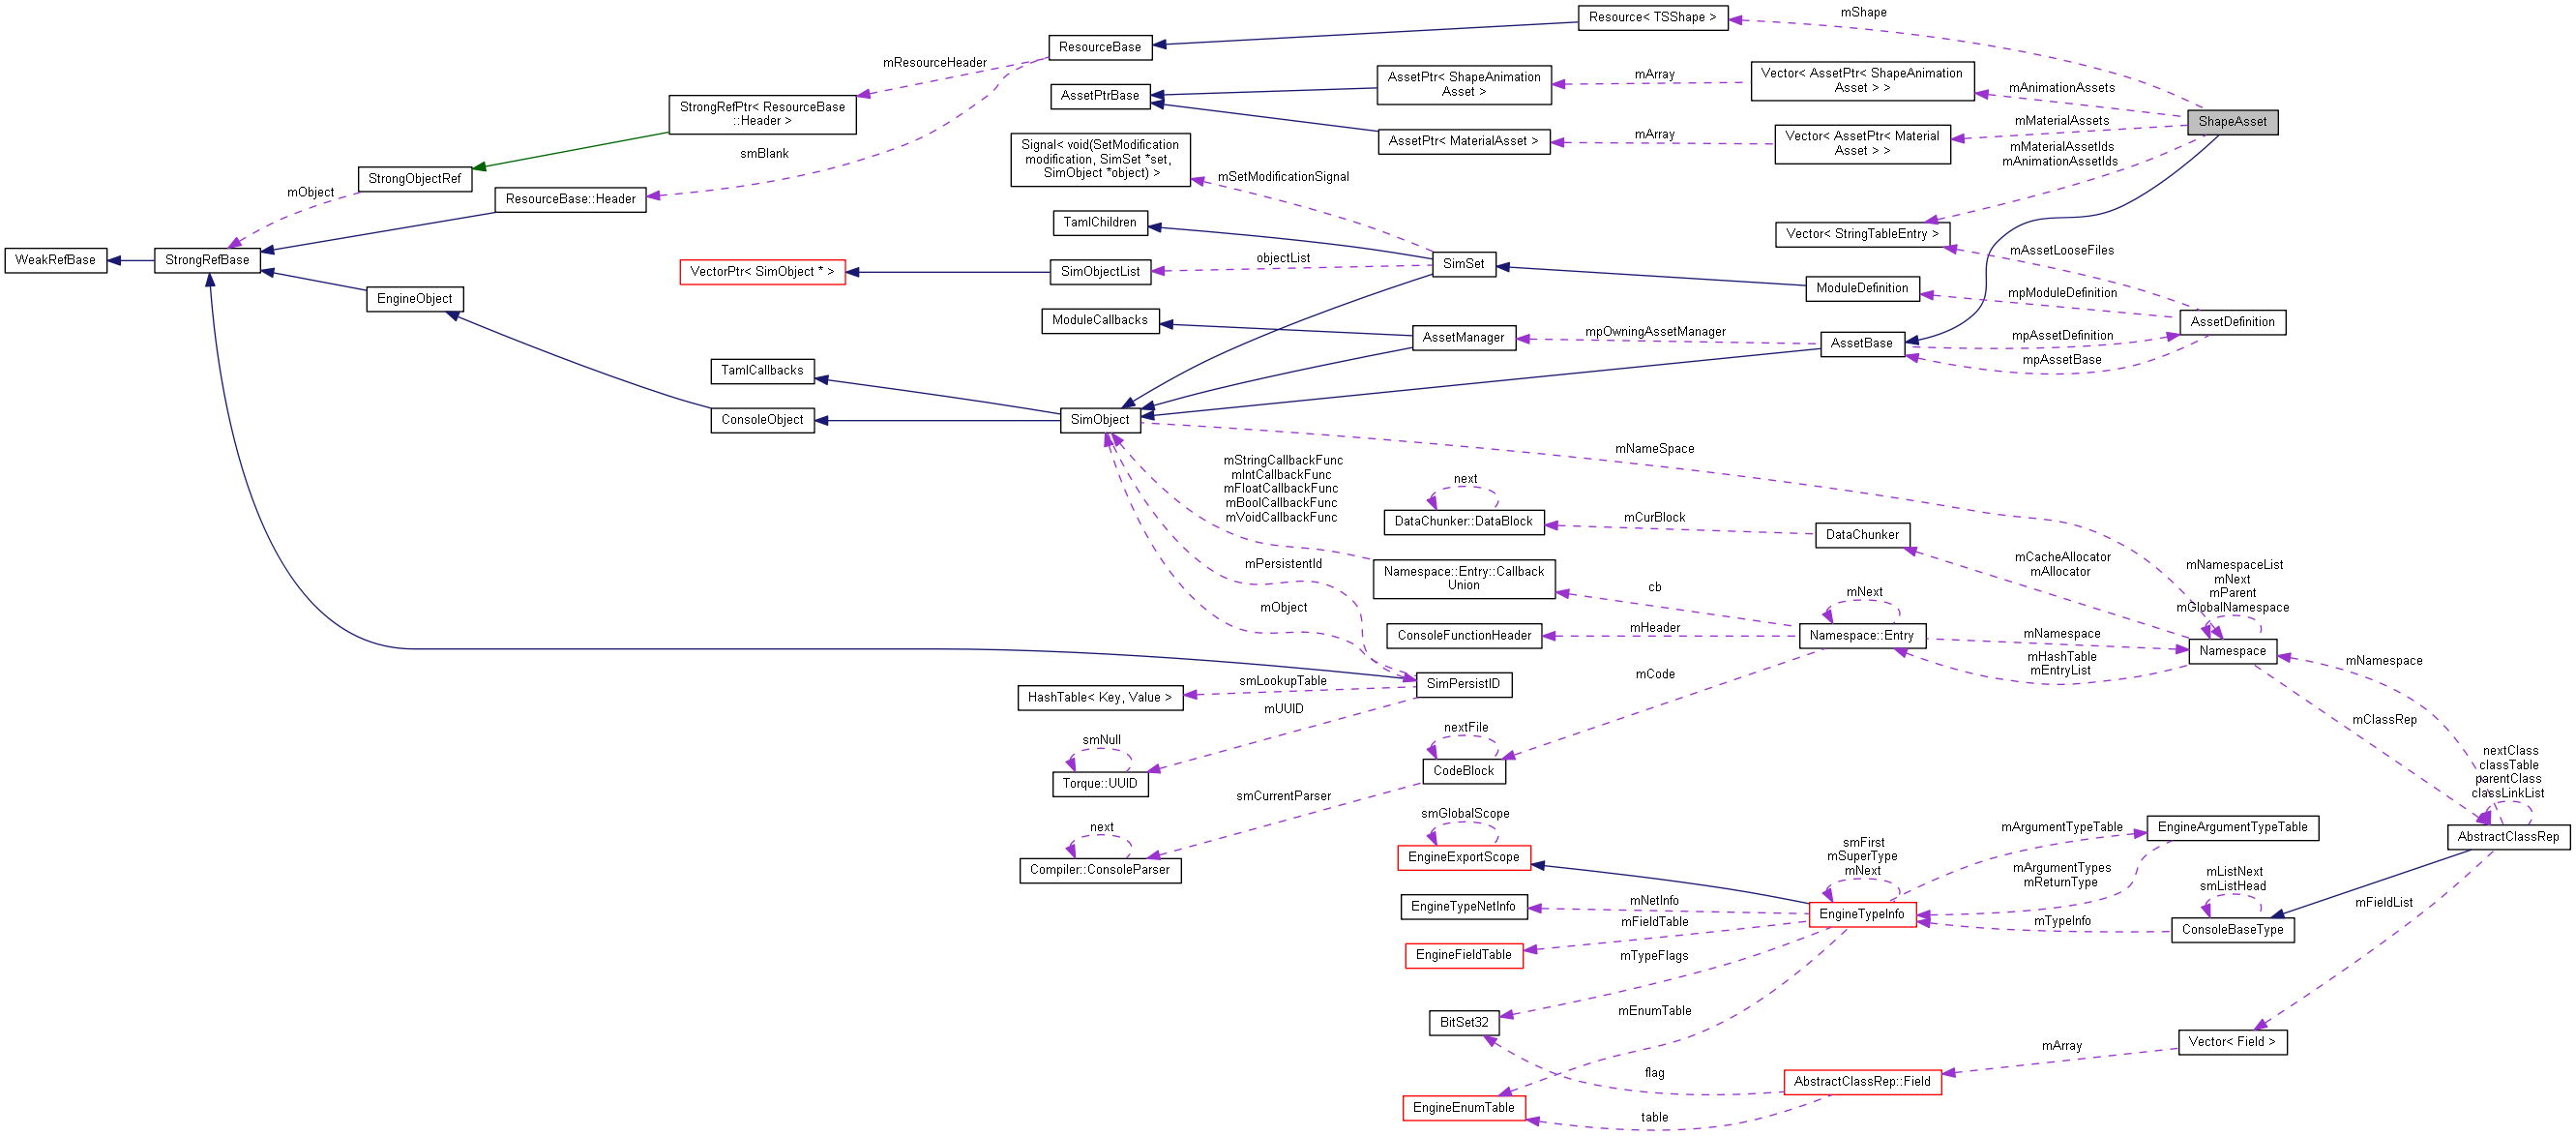 Resource< TSShape >
mShape
ResourceBase
mResourceHeader
AssetPtr< ShapeAnimation
Asset >
mArray
Vector< AssetPtr< ShapeAnimation
Asset > >
mAnimationAssets
AssetPtrBase
StrongRefPtr< ResourceBase
::Header >
ShapeAsset
mMaterialAssets
AssetPtr< MaterialAsset >
mArray
Vector< AssetPtr< Material
Asset > >
mMaterialAssetIds
mAnimationAssetIds
smBlank
Signal< void(SetModification
modification, SimSet *set,
SimObject *object) >
mSetModificationSignal
StrongObjectRef
mObject
ResourceBase::Header
TamlChildren
Vector< StringTableEntry >
mAssetLooseFiles
WeakRefBase
StrongRefBase
VectorPtr< SimObject * >
SimObjectList
objectList
SimSet
ModuleDefinition
mpModuleDefinition
EngineObject
ModuleCallbacks
AssetManager
mpOwningAssetManager
AssetBase
mpAssetDefinition
mpAssetBase
AssetDefinition
TamlCallbacks
ConsoleObject
SimObject
mNameSpace
mStringCallbackFunc
mIntCallbackFunc
mFloatCallbackFunc
mBoolCallbackFunc
mVoidCallbackFunc
next
DataChunker::DataBlock
mCurBlock
DataChunker
mCacheAllocator
mAllocator
mPersistentId
Namespace::Entry::Callback
Union
cb
mNext
mNamespaceList
mNext
mParent
mGlobalNamespace
mObject
ConsoleFunctionHeader
mHeader
Namespace::Entry
mNamespace
Namespace
mHashTable
mEntryList
mNamespace
mCode
HashTable< Key, Value >
smLookupTable
SimPersistID
mUUID
mClassRep
smNull
Torque::UUID
nextFile
CodeBlock
nextClass
classTable
parentClass
classLinkList
smCurrentParser
next
Compiler::ConsoleParser
smGlobalScope
EngineExportScope
smFirst
mSuperType
mNext
mArgumentTypeTable
EngineArgumentTypeTable
AbstractClassRep
mArgumentTypes
mReturnType
mListNext
smListHead
EngineTypeNetInfo
mNetInfo
EngineTypeInfo
mTypeInfo
ConsoleBaseType
mFieldList
mFieldTable
EngineFieldTable
mTypeFlags
BitSet32
mEnumTable
Vector< Field >
mArray
flag
AbstractClassRep::Field
EngineEnumTable
table